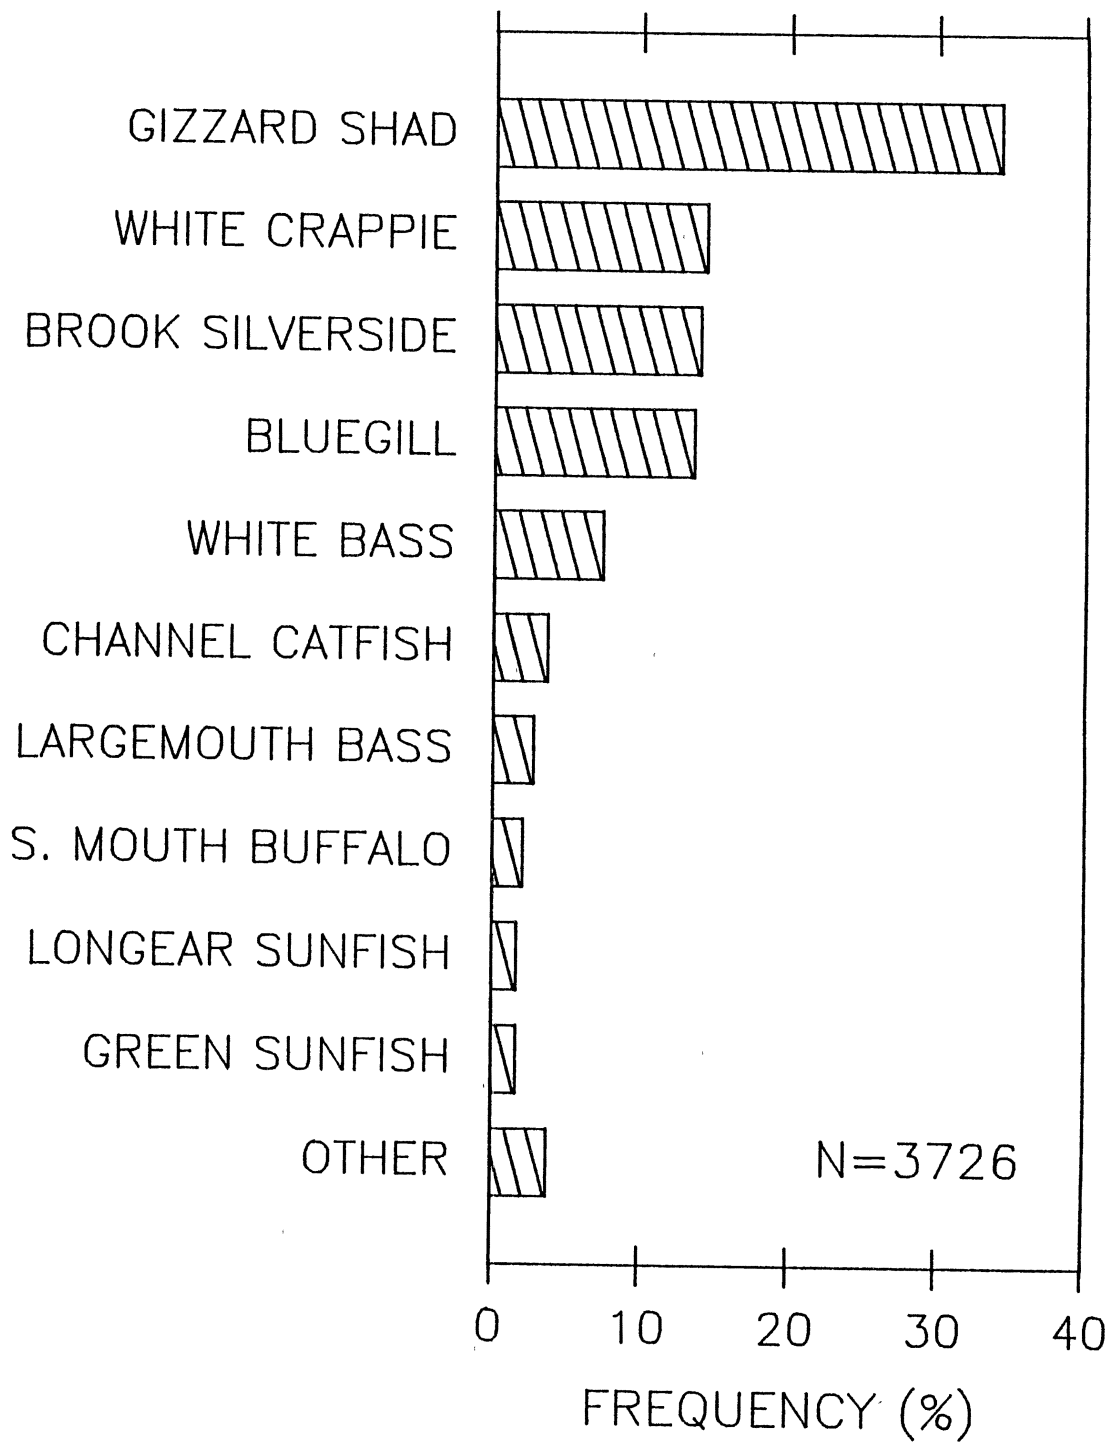 GIZZARD SHAD
WHITE CRAPPIE
BROOK SILVERSIDE
BLUEGILL
WHITE BASS
CHANNEL CATFISH
LARGEMOUTH BASS
S. MOUTH BUFFALO
LONGEAR SUNFISH
GREEN SUNFISH
OTHER
N=3726
0 10 20 30 40
FREQUENCY (%)